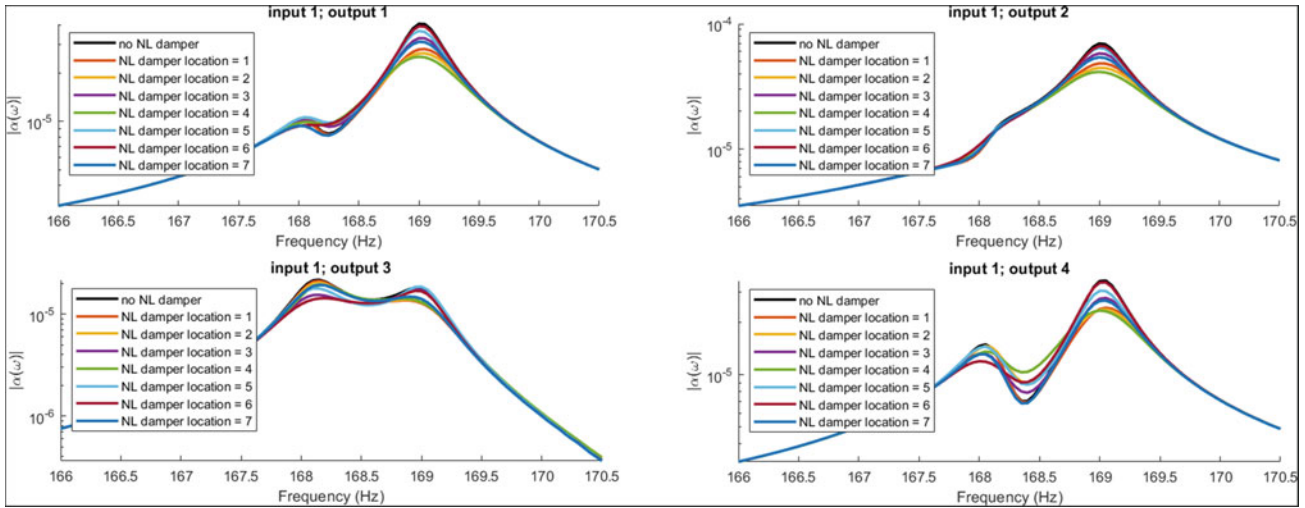 input 1; output 1
no NL damper
NL damper location = 1
NL damper location = 2
NL damper location = 3
NL damper location = 4
NL damper location = 5
NL damper location = 6
NL damper location = 7
|α(ω)|
10⁻⁵
166 166.5 167 167.5 168 168.5 169 169.5 170 170.5
Frequency (Hz)
input 1; output 2
no NL damper
NL damper location = 1
NL damper location = 2
NL damper location = 3
NL damper location = 4
NL damper location = 5
NL damper location = 6
NL damper location = 7
|α(ω)|
10⁻⁴
10⁻⁵
166 166.5 167 167.5 168 168.5 169 169.5 170 170.5
Frequency (Hz)
input 1; output 3
no NL damper
NL damper location = 1
NL damper location = 2
NL damper location = 3
NL damper location = 4
NL damper location = 5
NL damper location = 6
NL damper location = 7
|α(ω)|
10⁻⁵
10⁻⁶
166 166.5 167 167.5 168 168.5 169 169.5 170 170.5
Frequency (Hz)
input 1; output 4
no NL damper
NL damper location = 1
NL damper location = 2
NL damper location = 3
NL damper location = 4
NL damper location = 5
NL damper location = 6
NL damper location = 7
|α(ω)|
10⁻⁵
166 166.5 167 167.5 168 168.5 169 169.5 170 170.5
Frequency (Hz)